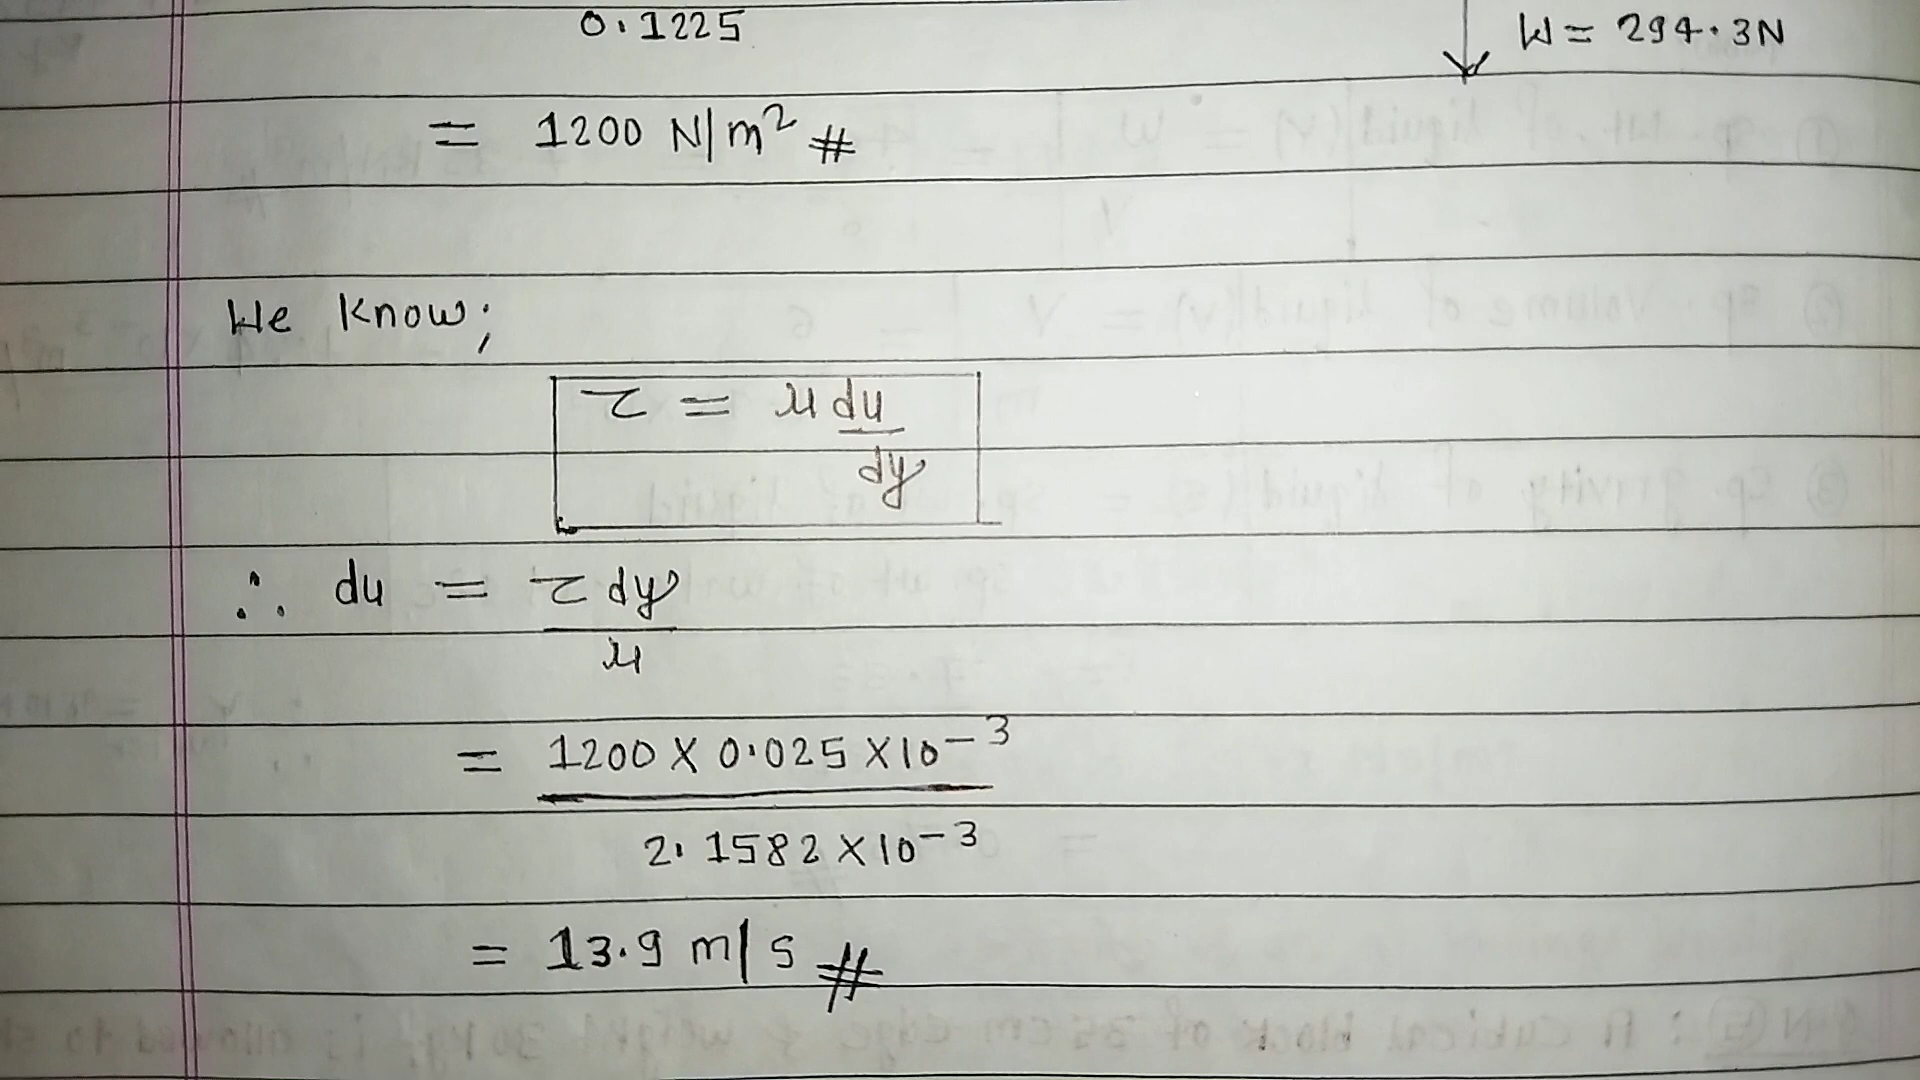 0.1225
W = 294.3N
= 1200 N/m² #
We know;
τ = μ du
dy
∴ du = τ dy
μ
= 1200 X 0.025 X 10⁻³
2.1582 X 10⁻³
= 13.9 m/s #